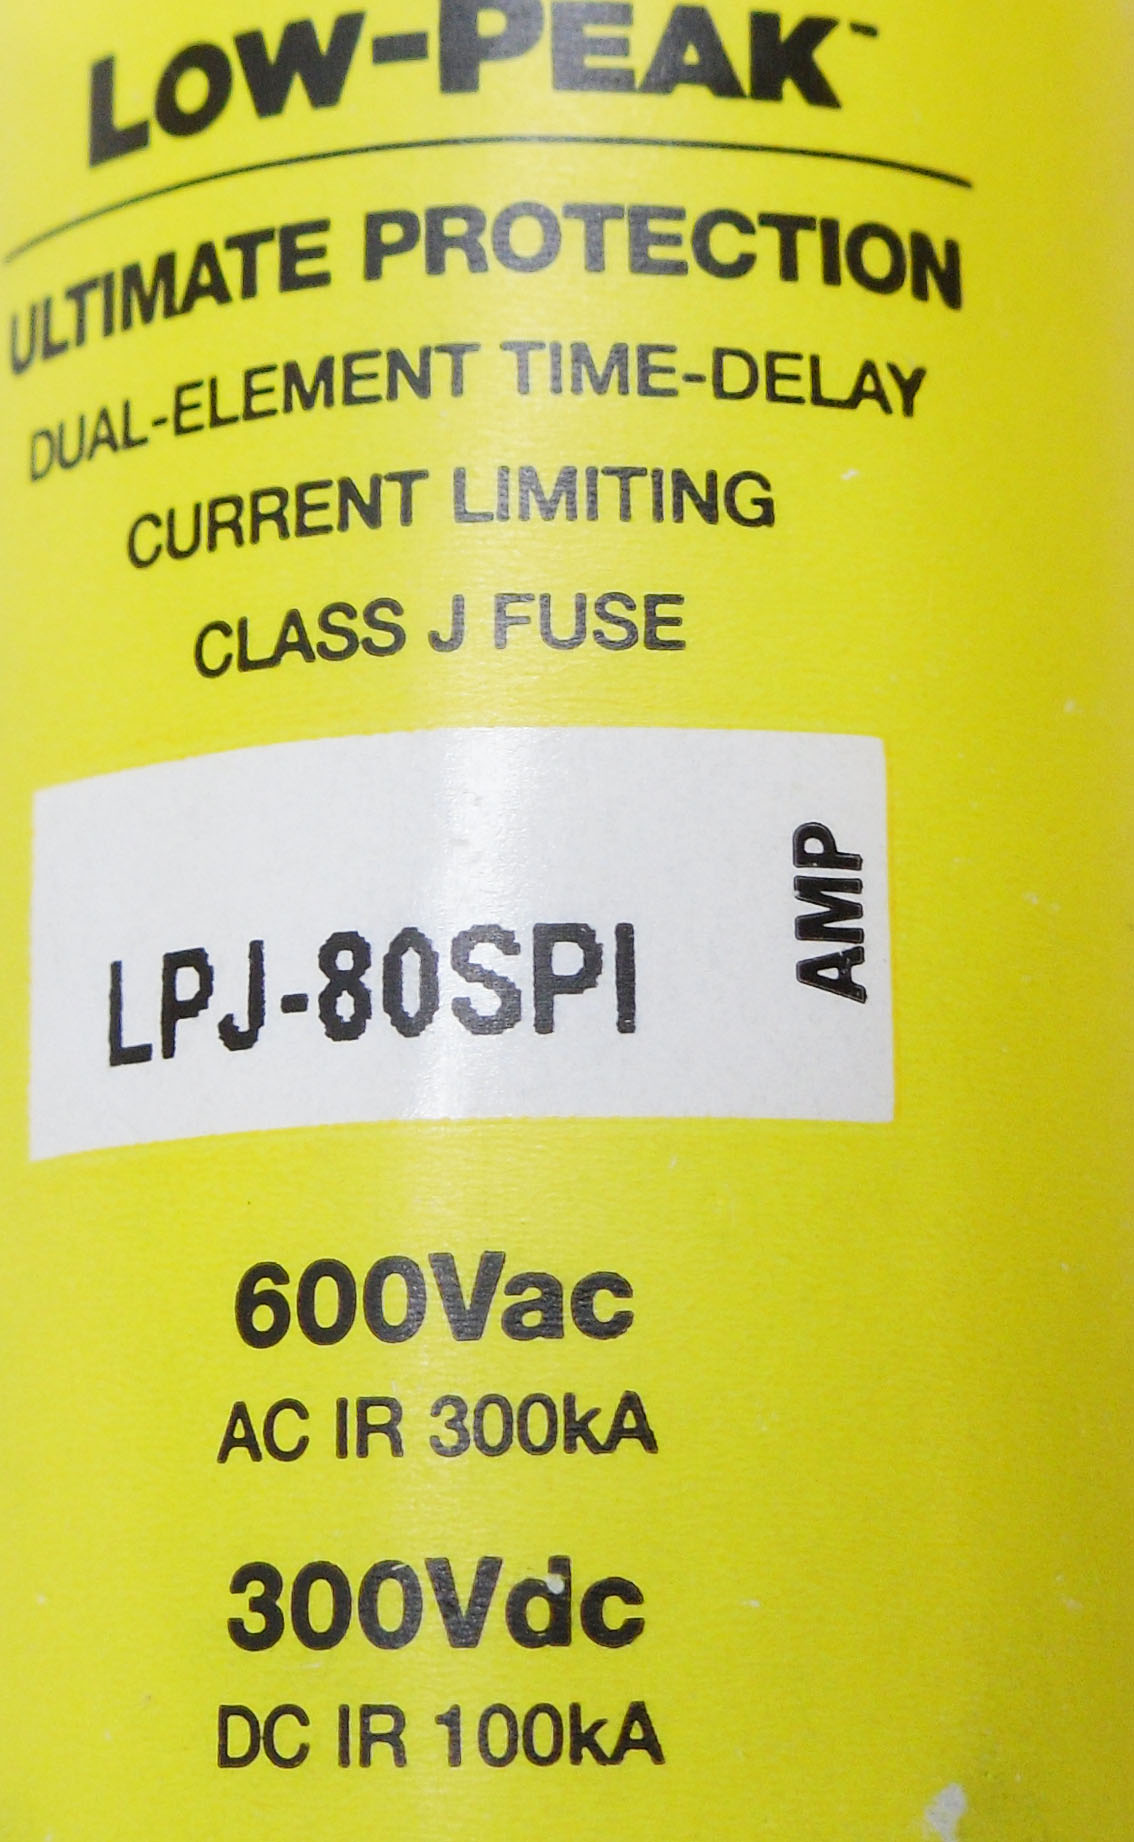 LOW-PEAK™
ULTIMATE PROTECTION
DUAL-ELEMENT TIME-DELAY
CURRENT LIMITING
CLASS J FUSE
LPJ-80SPI
AMP
600Vac
AC IR 300kA
300Vdc
DC IR 100kA